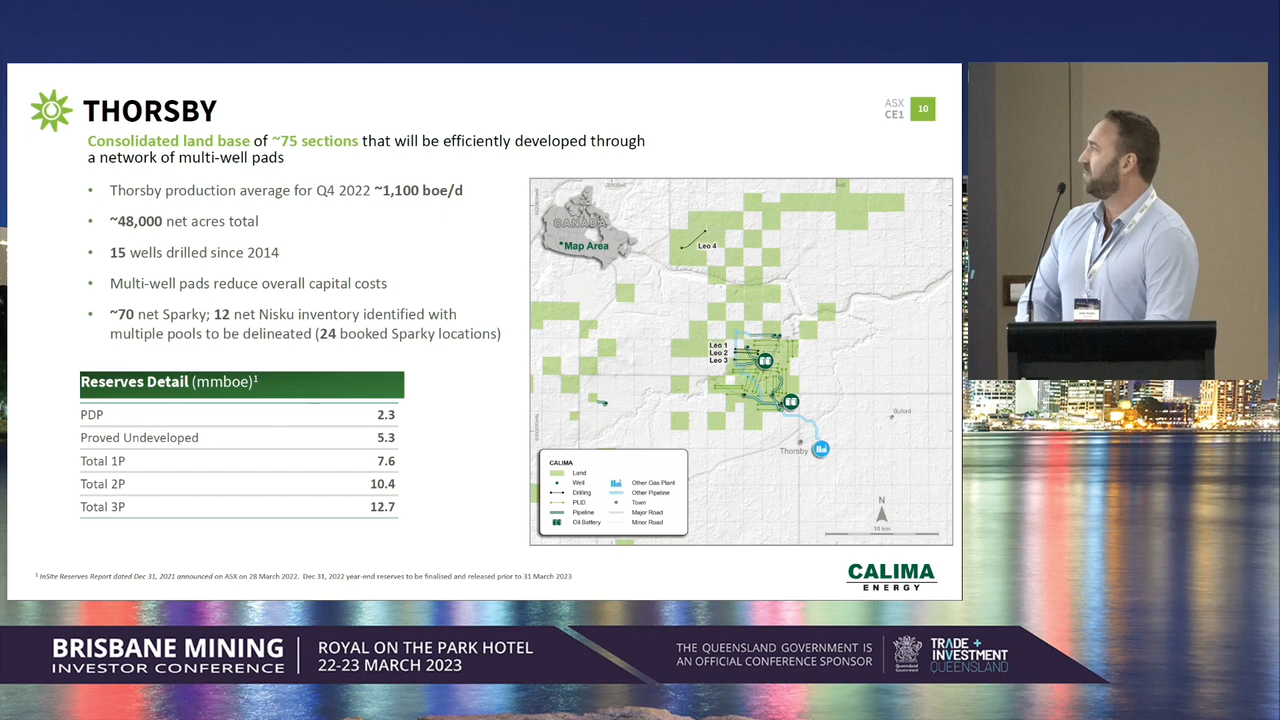 THORSBY
ASX
CE1
10
Consolidated land base of ~75 sections that will be efficiently developed through
a network of multi-well pads
• Thorsby production average for Q4 2022 ~1,100 boe/d
• ~48,000 net acres total
• 15 wells drilled since 2014
• Multi-well pads reduce overall capital costs
• ~70 net Sparky; 12 net Nisku inventory identified with
multiple pools to be delineated (24 booked Sparky locations)
Reserves Detail (mmboe)¹
PDP 2.3
Proved Undeveloped 5.3
Total 1P 7.6
Total 2P 10.4
Total 3P 12.7
CANADA
Map Area
Leo 4
Leo 1
Leo 2
Leo 3
Buford
Thorsby
CALIMA
Land
Well
Drilling
PUD
Pipeline
Oil Battery
Other Gas Plant
Other Pipeline
Town
Major Road
Minor Road
N
10 km
¹ InSite Reserves Report dated Dec 31, 2021 announced on ASX on 28 March 2022. Dec 31, 2022 year-end reserves to be finalised and released prior to 31 March 2023
CALIMA
ENERGY
BRISBANE MINING
INVESTOR CONFERENCE
ROYAL ON THE PARK HOTEL
22-23 MARCH 2023
THE QUEENSLAND GOVERNMENT IS
AN OFFICIAL CONFERENCE SPONSOR
Queensland
Government
TRADE +
INVESTMENT
QUEENSLAND